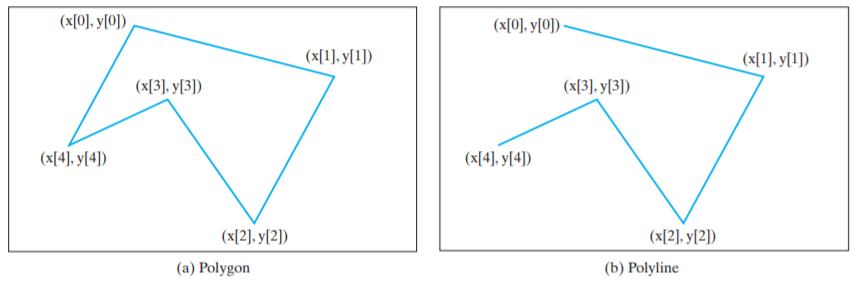 (x[0], y[0])
(x[1], y[1])
(x[3], y[3])
(x[4], y[4])
(x[2], y[2])
(a) Polygon
(x[0], y[0])
(x[1], y[1])
(x[3], y[3])
(x[4], y[4])
(x[2], y[2])
(b) Polyline